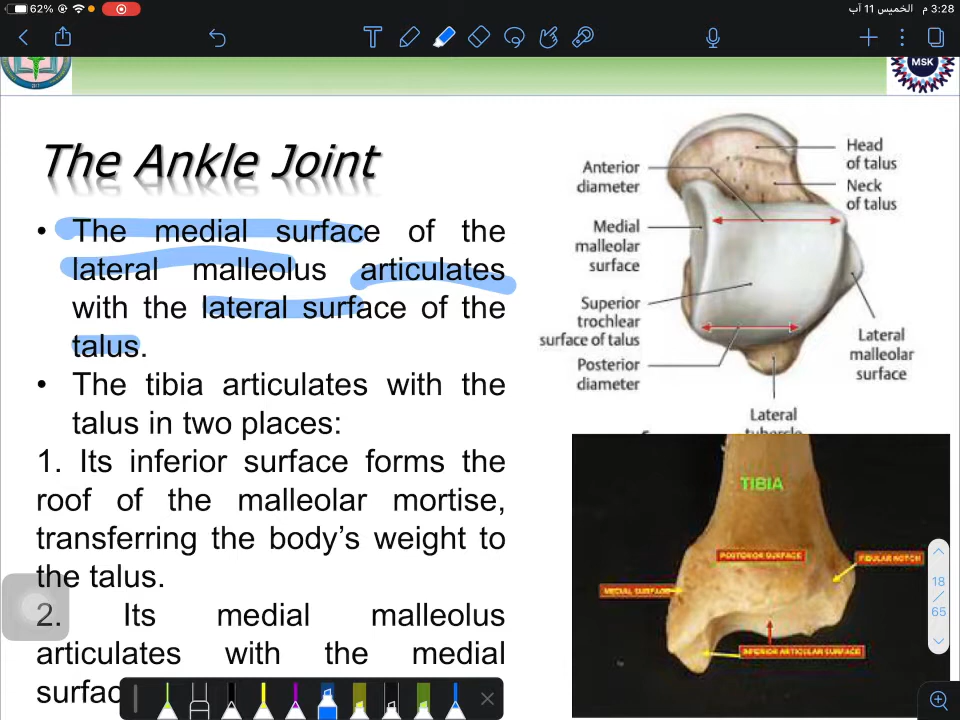 62%
3:28 م الخميس 11 آب
MSK
The Ankle Joint
• The medial surface of the
lateral malleolus articulates
with the lateral surface of the
talus.
• The tibia articulates with the
talus in two places:
1. Its inferior surface forms the
roof of the malleolar mortise,
transferring the body's weight to
the talus.
2. Its medial malleolus
articulates with the medial
surfac
Head
of talus
Neck
of talus
Anterior
diameter
Medial
malleolar
surface
Superior
trochlear
surface of talus
Posterior
diameter
Lateral
malleolar
surface
Lateral
tubercle
TIBIA
POSTERIOR SURFACE
FIBULAR NOTCH
MEDIAL SURFACE
INFERIOR ARTICULAR SURFACE
18
/
65